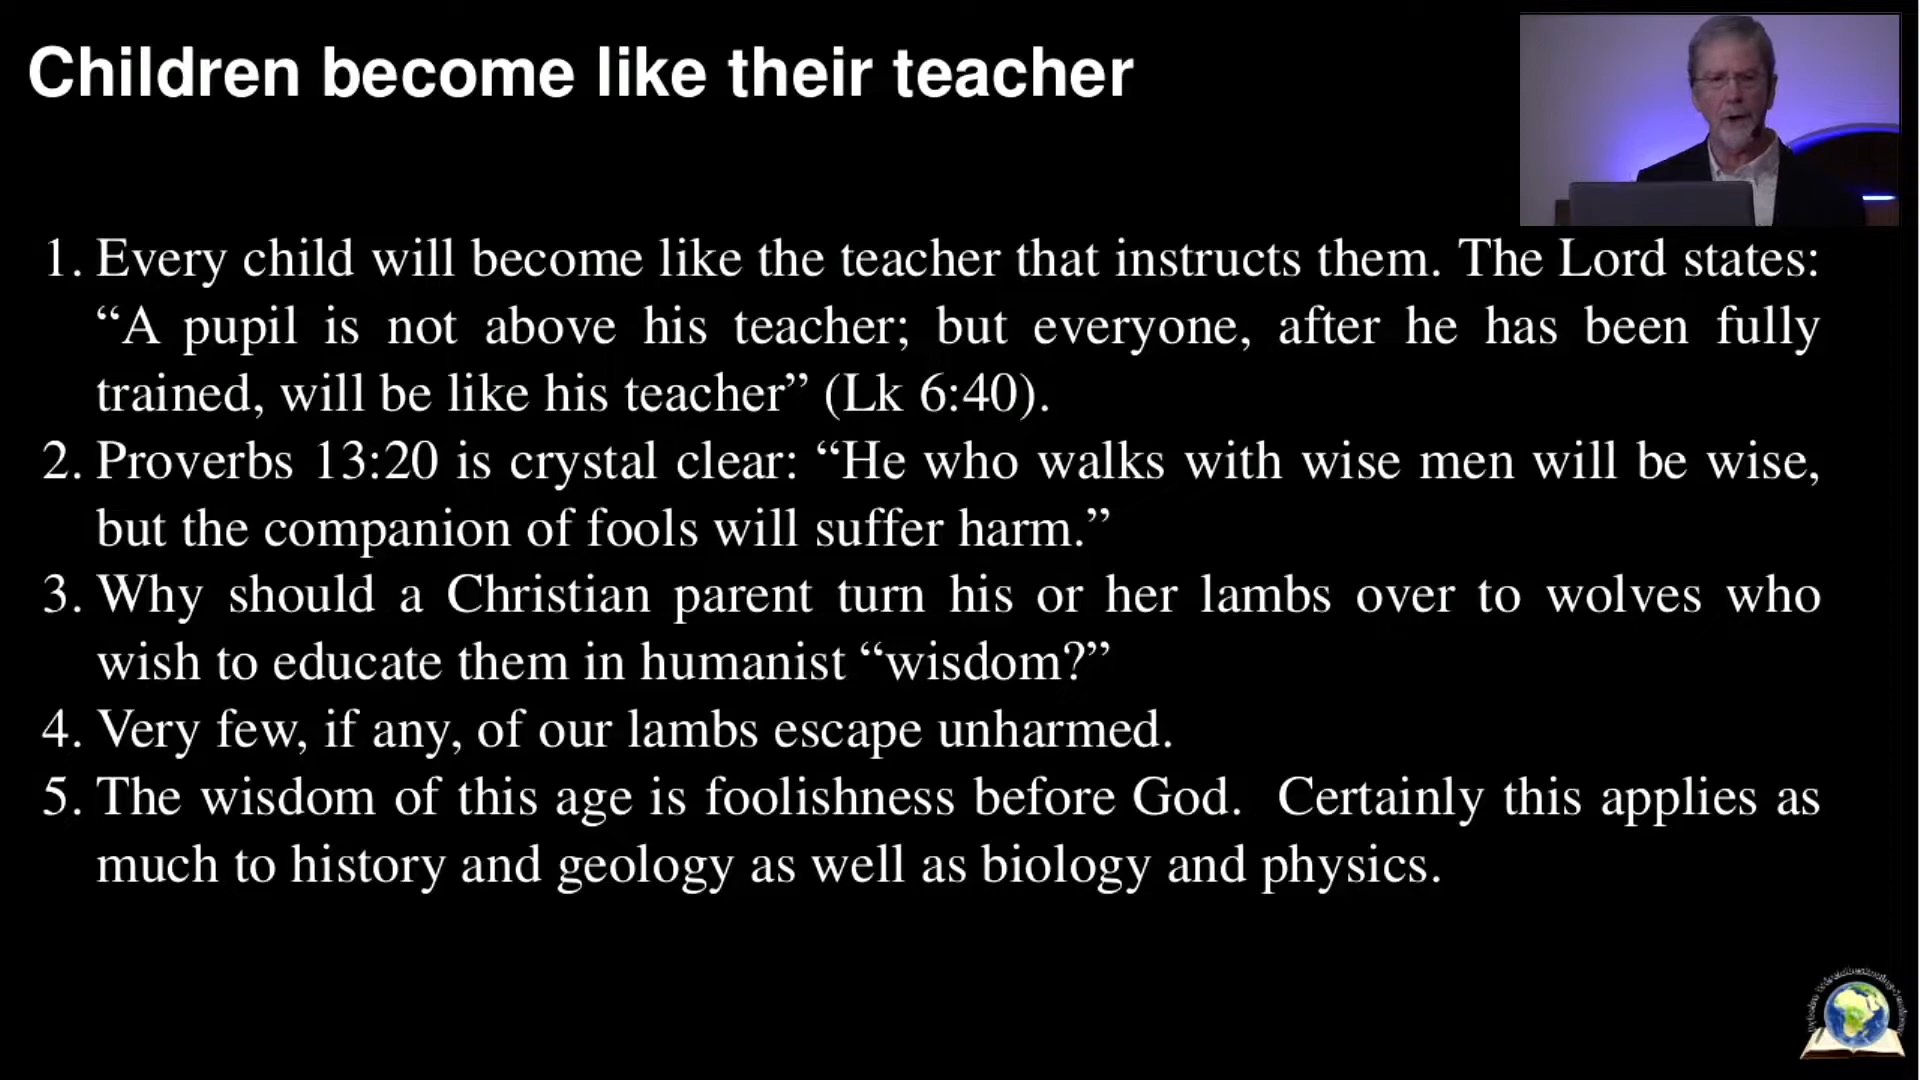 Children become like their teacher
1. Every child will become like the teacher that instructs them. The Lord states:
“A pupil is not above his teacher; but everyone, after he has been fully
trained, will be like his teacher” (Lk 6:40).
2. Proverbs 13:20 is crystal clear: “He who walks with wise men will be wise,
but the companion of fools will suffer harm.”
3. Why should a Christian parent turn his or her lambs over to wolves who
wish to educate them in humanist “wisdom?”
4. Very few, if any, of our lambs escape unharmed.
5. The wisdom of this age is foolishness before God.  Certainly this applies as
much to history and geology as well as biology and physics.